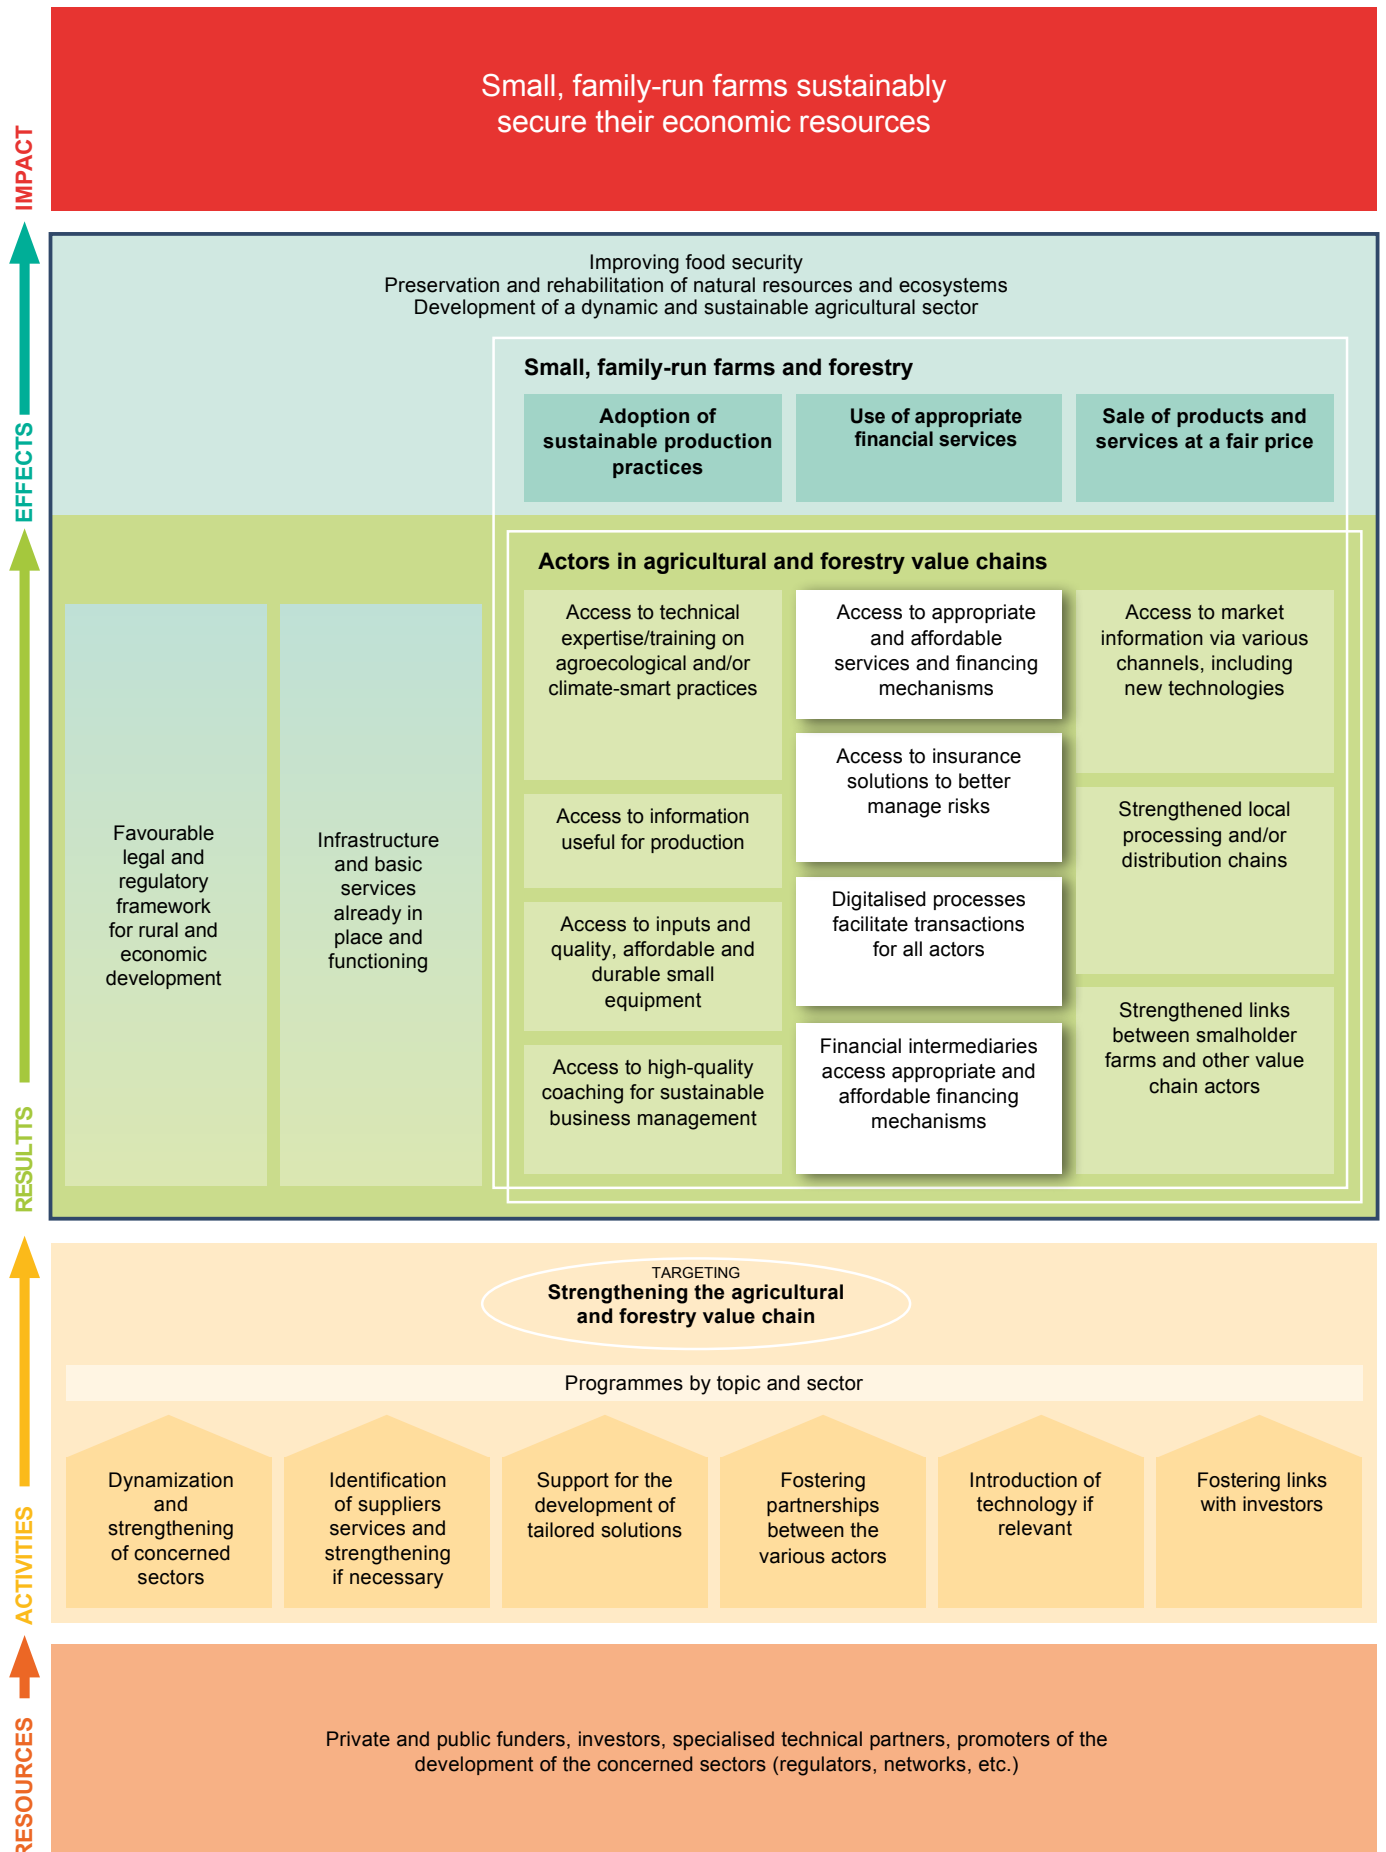 IMPACT
Small, family-run farms sustainably
secure their economic resources
EFFECTS
Improving food security
Preservation and rehabilitation of natural resources and ecosystems
Development of a dynamic and sustainable agricultural sector
Small, family-run farms and forestry
Adoption of
sustainable production
practices
Use of appropriate
financial services
Sale of products and
services at a fair price
RESULTTS
Favourable
legal and
regulatory
framework
for rural and
economic
development
Infrastructure
and basic
services
already in
place and
functioning
Actors in agricultural and forestry value chains
Access to technical
expertise/training on
agroecological and/or
climate-smart practices
Access to information
useful for production
Access to inputs and
quality, affordable and
durable small
equipment
Access to high-quality
coaching for sustainable
business management
Access to appropriate
and affordable
services and financing
mechanisms
Access to insurance
solutions to better
manage risks
Digitalised processes
facilitate transactions
for all actors
Financial intermediaries
access appropriate and
affordable financing
mechanisms
Access to market
information via various
channels, including
new technologies
Strengthened local
processing and/or
distribution chains
Strengthened links
between smalholder
farms and other value
chain actors
ACTIVITIES
TARGETING
Strengthening the agricultural
and forestry value chain
Programmes by topic and sector
Dynamization
and
strengthening
of concerned
sectors
Identification
of suppliers
services and
strengthening
if necessary
Support for the
development of
tailored solutions
Fostering
partnerships
between the
various actors
Introduction of
technology if
relevant
Fostering links
with investors
RESOURCES
Private and public funders, investors, specialised technical partners, promoters of the
development of the concerned sectors (regulators, networks, etc.)